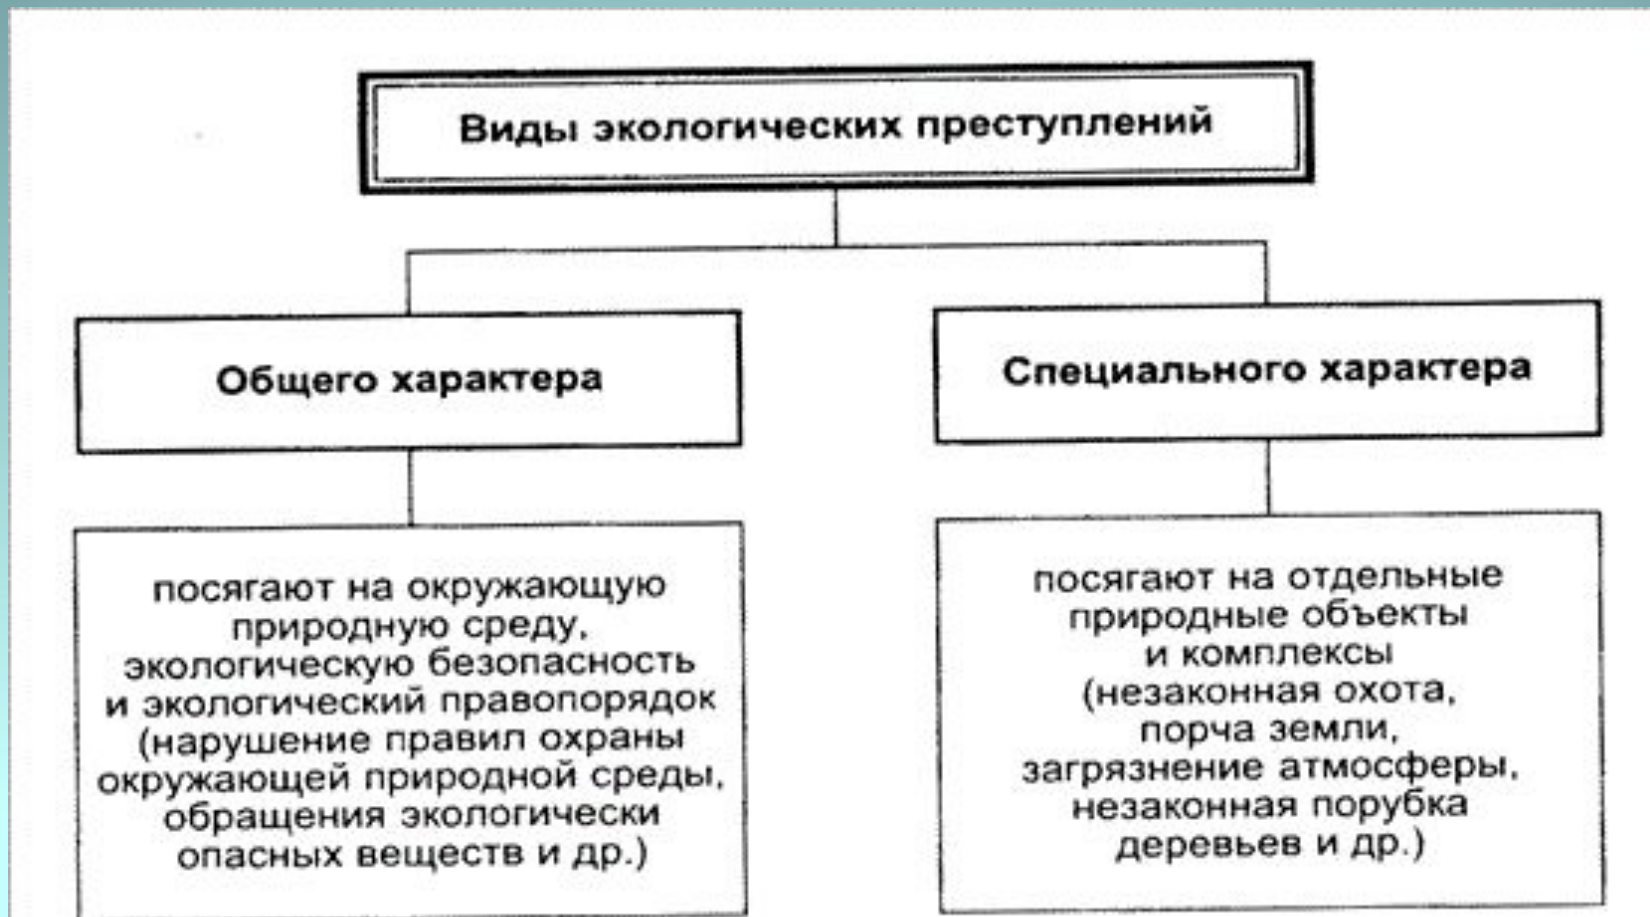 Виды экологических преступлений
Общего характера
посягают на окружающую
природную среду,
экологическую безопасность
и экологический правопорядок
(нарушение правил охраны
окружающей природной среды,
обращения экологически
опасных веществ и др.)
Специального характера
посягают на отдельные
природные объекты
и комплексы
(незаконная охота,
порча земли,
загрязнение атмосферы,
незаконная порубка
деревьев и др.)